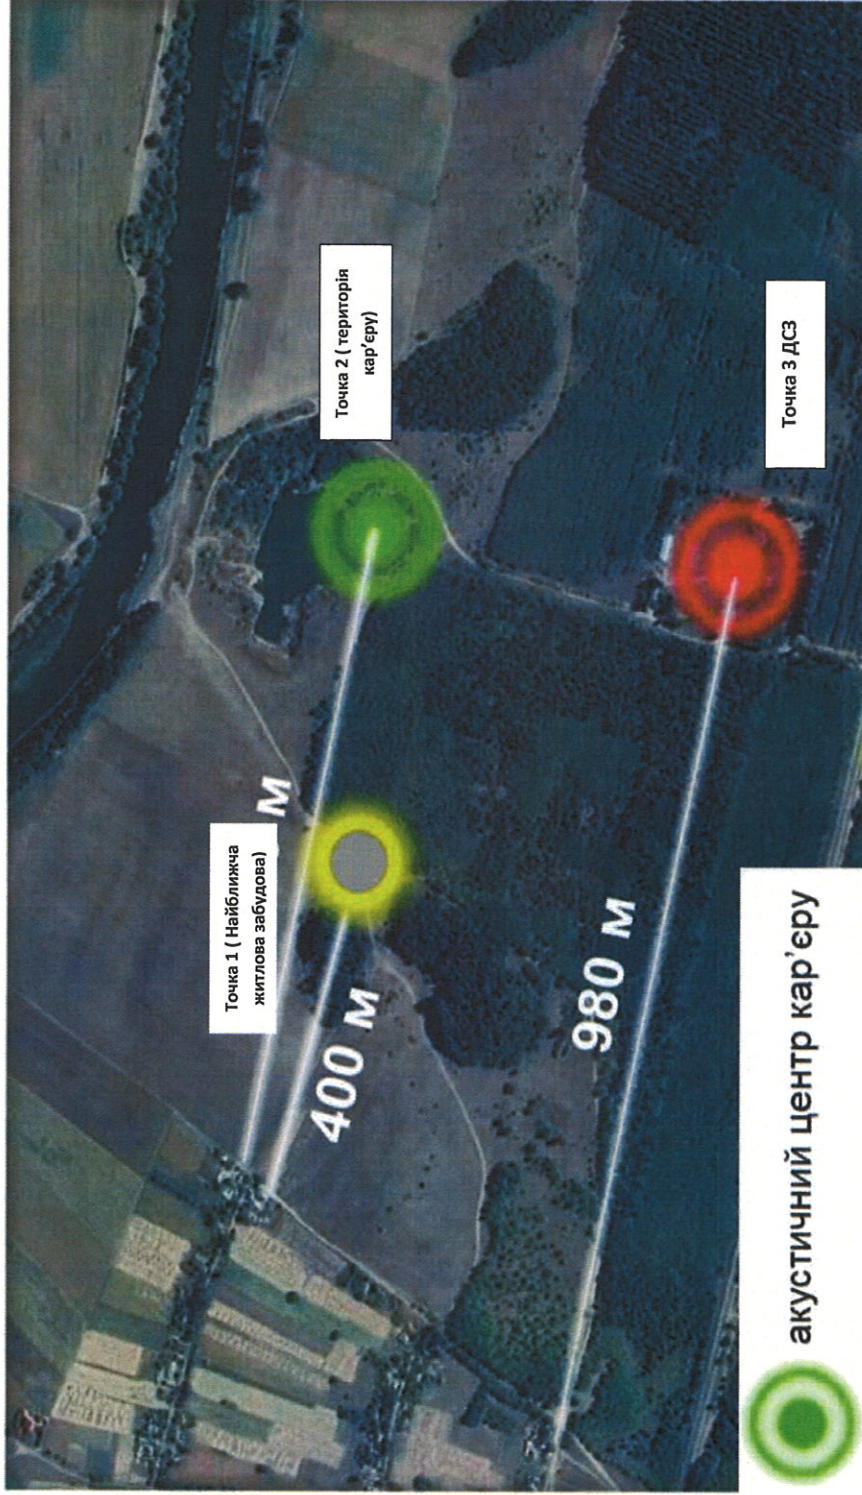 Точка 1 ( Найближча
житлова забудова)
м
400 м
Точка 2 ( територія
кар'єру)
980 м
Точка 3 ДСЗ
акустичний центр кар'єру